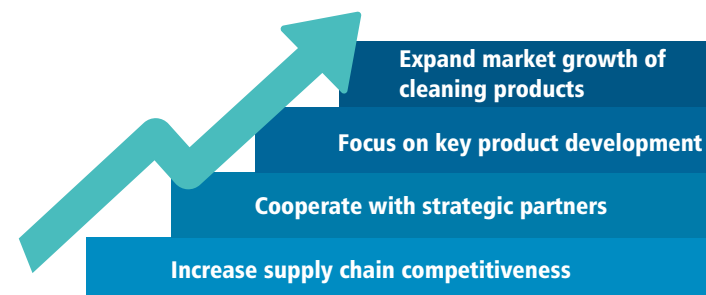 Expand market growth of
cleaning products
Focus on key product development
Cooperate with strategic partners
Increase supply chain competitiveness